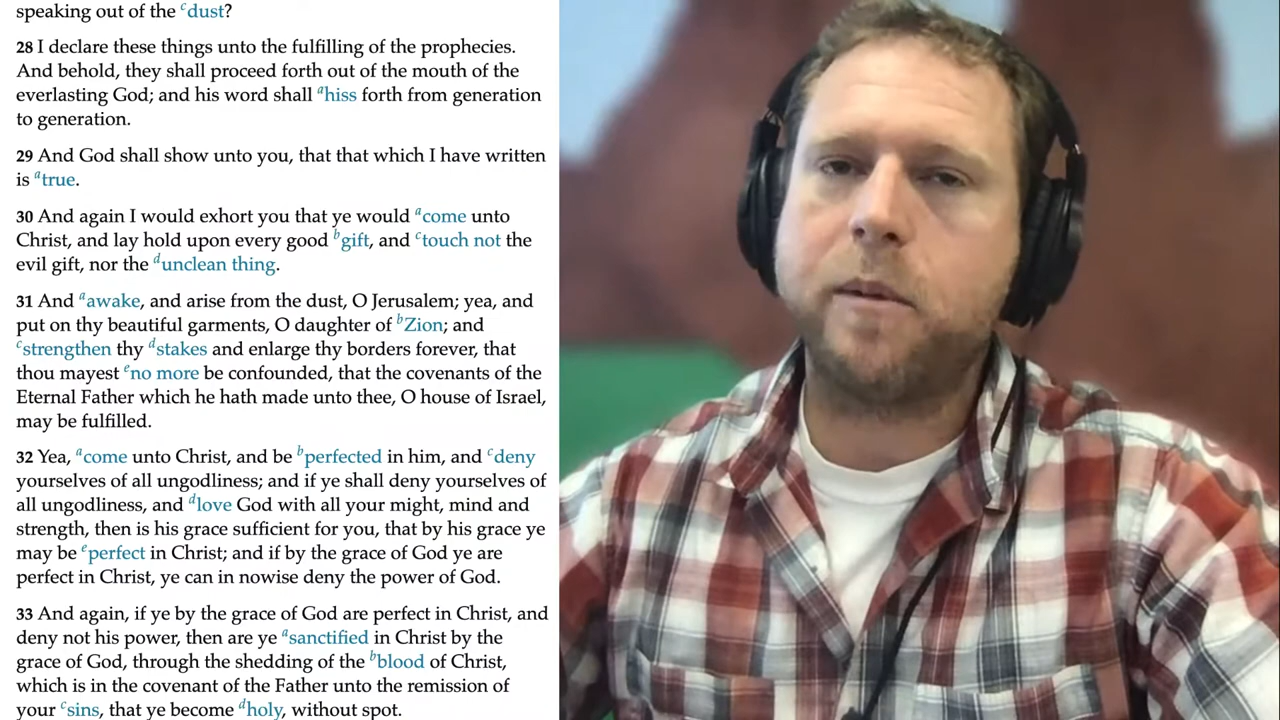 speaking out of the c dust?
28 I declare these things unto the fulfilling of the prophecies.
And behold, they shall proceed forth out of the mouth of the
everlasting God; and his word shall a hiss forth from generation
to generation.
29 And God shall show unto you, that that which I have written
is a true.
30 And again I would exhort you that ye would a come unto
Christ, and lay hold upon every good b gift, and c touch not the
evil gift, nor the d unclean thing.
31 And a awake, and arise from the dust, O Jerusalem; yea, and
put on thy beautiful garments, O daughter of b Zion; and
c strengthen thy d stakes and enlarge thy borders forever, that
thou mayest e no more be confounded, that the covenants of the
Eternal Father which he hath made unto thee, O house of Israel,
may be fulfilled.
32 Yea, a come unto Christ, and be b perfected in him, and c deny
yourselves of all ungodliness; and if ye shall deny yourselves of
all ungodliness, and d love God with all your might, mind and
strength, then is his grace sufficient for you, that by his grace ye
may be e perfect in Christ; and if by the grace of God ye are
perfect in Christ, ye can in nowise deny the power of God.
33 And again, if ye by the grace of God are perfect in Christ, and
deny not his power, then are ye a sanctified in Christ by the
grace of God, through the shedding of the b blood of Christ,
which is in the covenant of the Father unto the remission of
your c sins, that ye become d holy, without spot.